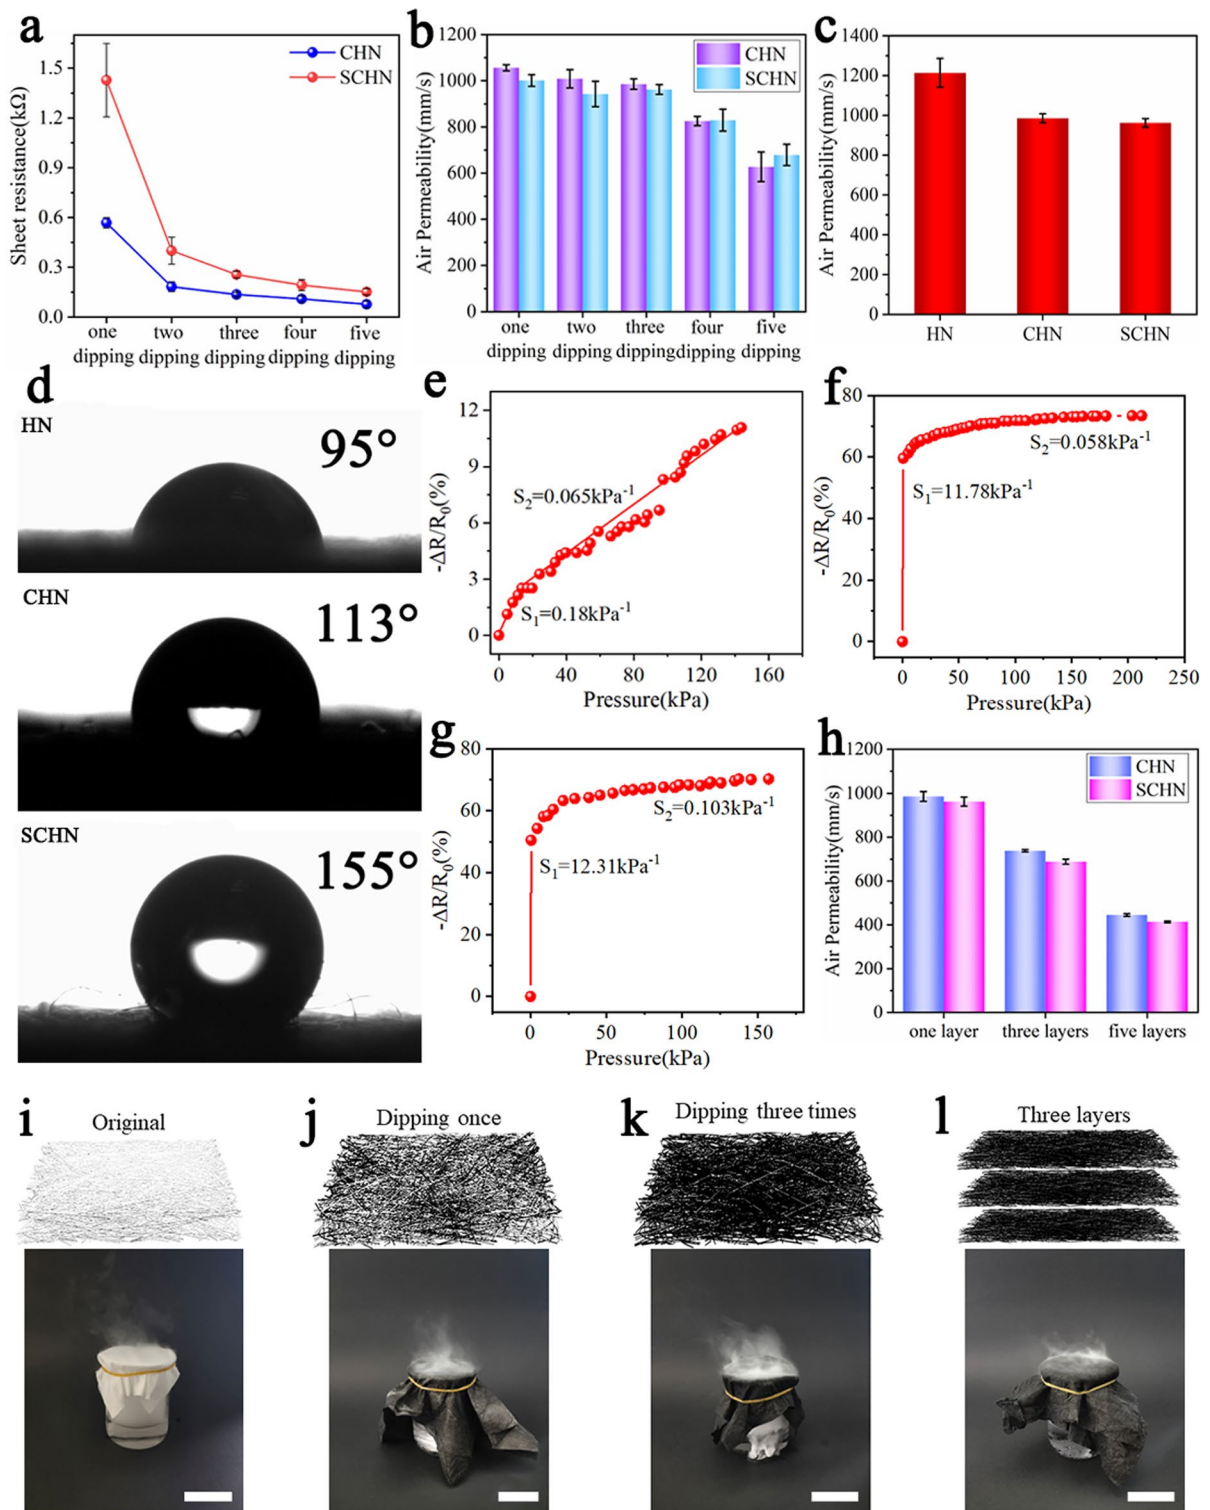 a
Sheet resistance(kΩ)
1.5
1.2
0.9
0.6
0.3
0.0
CHN
SCHN
one
dipping
two
dipping
three
dipping
four
dipping
five
dipping
b
Air Permeability(mm/s)
1200
1000
800
600
400
200
0
CHN
SCHN
one
dipping
two
dipping
three
dipping
four
dipping
five
dipping
c
Air Permeability(mm/s)
1400
1200
1000
800
600
400
200
0
HN
CHN
SCHN
d
HN
95°
CHN
113°
SCHN
155°
e
-ΔR/R₀(%)
12
9
6
3
0
S₂=0.065kPa⁻¹
S₁=0.18kPa⁻¹
0 40 80 120 160
Pressure(kPa)
f
-ΔR/R₀(%)
80
60
40
20
0
S₂=0.058kPa⁻¹
S₁=11.78kPa⁻¹
0 50 100 150 200 250
Pressure(kPa)
g
-ΔR/R₀(%)
80
60
40
20
0
S₂=0.103kPa⁻¹
S₁=12.31kPa⁻¹
0 50 100 150
Pressure(kPa)
h
Air Permeability(mm/s)
1200
1000
800
600
400
200
0
CHN
SCHN
one layer
three layers
five layers
i
Original
j
Dipping once
k
Dipping three times
l
Three layers